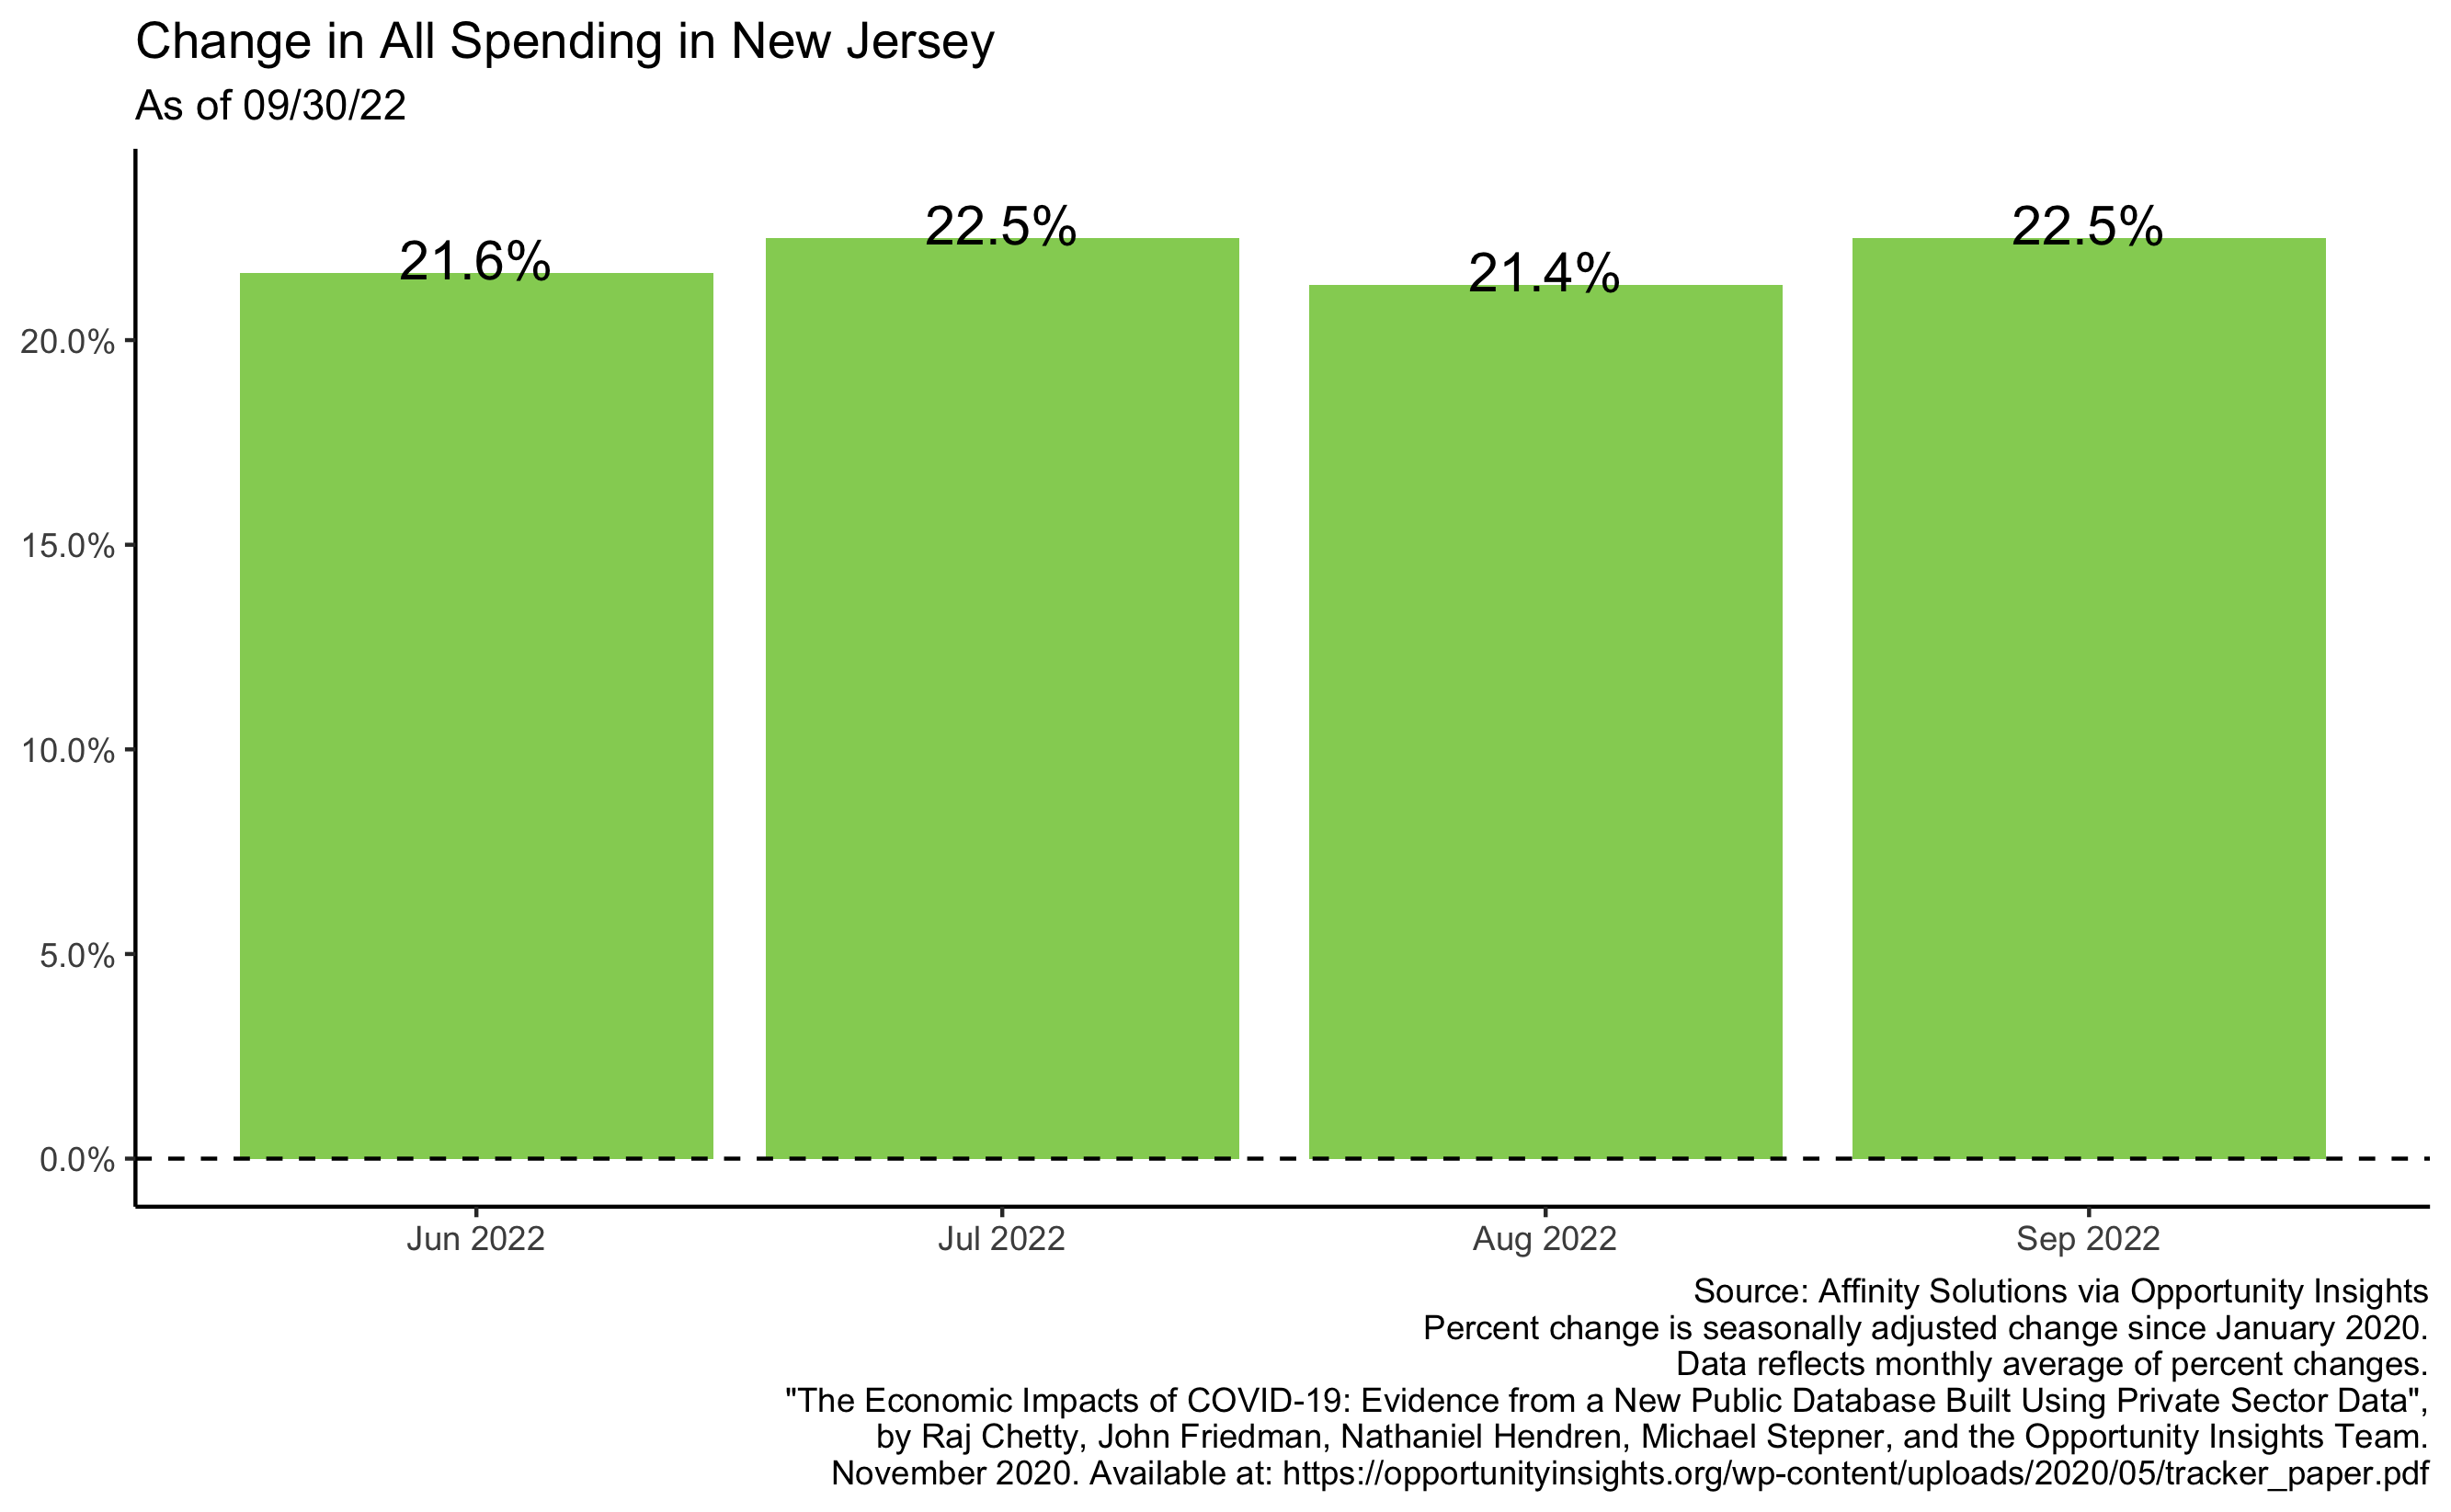 Change in All Spending in New Jersey
As of 09/30/22
21.6%
22.5%
21.4%
22.5%
20.0%
15.0%
10.0%
5.0%
0.0%
Jun 2022
Jul 2022
Aug 2022
Sep 2022
Source: Affinity Solutions via Opportunity Insights
Percent change is seasonally adjusted change since January 2020.
Data reflects monthly average of percent changes.
"The Economic Impacts of COVID-19: Evidence from a New Public Database Built Using Private Sector Data",
by Raj Chetty, John Friedman, Nathaniel Hendren, Michael Stepner, and the Opportunity Insights Team.
November 2020. Available at: https://opportunityinsights.org/wp-content/uploads/2020/05/tracker_paper.pdf